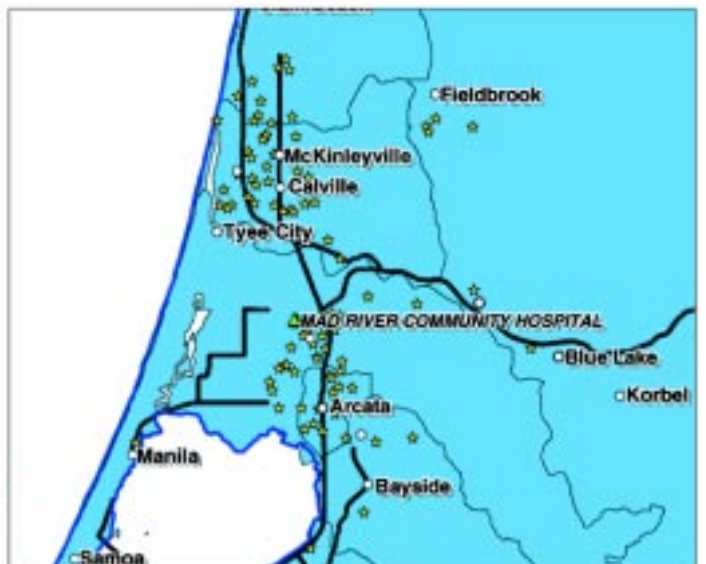 Fieldbrook
McKinleyville
Calville
Tyee City
MAD RIVER COMMUNITY HOSPITAL
Blue Lake
Korbel
Arcata
Manila
Bayside
Samoa